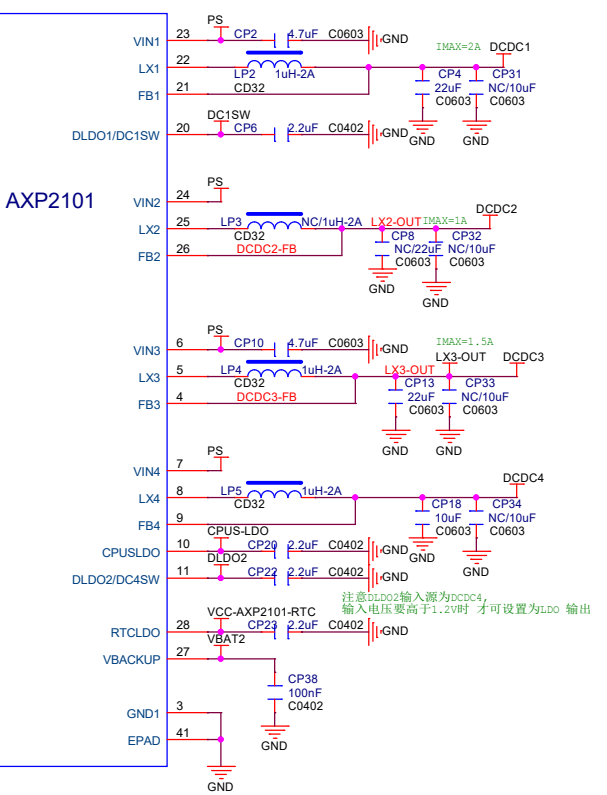 AXP2101
PS
VIN1 23 CP2 4.7uF C0603 GND
IMAX=2A DCDC1
LX1 22 LP2 1uH-2A
CD32
FB1 21
CP4 CP31
22uF NC/10uF
C0603 C0603
GND GND
DC1SW
DLDO1/DC1SW 20 CP6 2.2uF C0402 GND
PS
VIN2 24
LX2 25 LP3 NC/1uH-2A LX2-OUT IMAX=1A DCDC2
CD32
FB2 26 DCDC2-FB
CP8 CP32
NC/22uF NC/10uF
C0603 C0603
GND GND
PS
VIN3 6 CP10 4.7uF C0603 GND
IMAX=1.5A
LX3-OUT DCDC3
LX3 5 LP4 1uH-2A LX3-OUT
CD32
FB3 4 DCDC3-FB
CP13 CP33
22uF NC/10uF
C0603 C0603
GND GND
PS
VIN4 7
DCDC4
LX4 8 LP5 1uH-2A
CD32
FB4 9
CP18 CP34
10uF NC/10uF
C0603 C0603
GND GND
CPUS-LDO
CPUSLDO 10 CP20 2.2uF C0402 GND
DLDO2
DLDO2/DC4SW 11 CP22 2.2uF C0402 GND
注意DLDO2输入源为DCDC4,
输入电压要高于1.2V时 才可设置为LDO 输出
VCC-AXP2101-RTC
RTCLDO 28 CP23 2.2uF C0402 GND
VBAT2
VBACKUP 27
CP38
100nF
C0402
GND
GND1 3
EPAD 41
GND